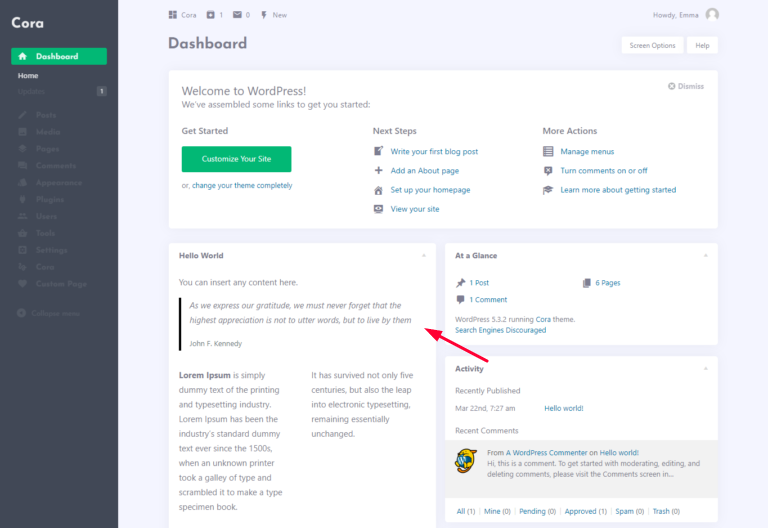 Cora
Dashboard
Home
Updates
1
Posts
Media
Pages
Comments
Appearance
Plugins
Users
Tools
Settings
Cora
Custom Page
Collapse menu
Cora 1 0 New
Howdy, Emma
Dashboard
Screen Options
Help
Welcome to WordPress!
We've assembled some links to get you started:
Dismiss
Get Started
Customize Your Site
or, change your theme completely
Next Steps
Write your first blog post
Add an About page
Set up your homepage
View your site
More Actions
Manage menus
Turn comments on or off
Learn more about getting started
Hello World
You can insert any content here.
As we express our gratitude, we must never forget that the
highest appreciation is not to utter words, but to live by them
John F. Kennedy
Lorem Ipsum is simply
dummy text of the printing
and typesetting industry.
Lorem Ipsum has been the
industry's standard dummy
text ever since the 1500s,
when an unknown printer
took a galley of type and
scrambled it to make a type
specimen book.
It has survived not only five
centuries, but also the leap
into electronic typesetting,
remaining essentially
unchanged.
At a Glance
1 Post
6 Pages
1 Comment
WordPress 5.3.2 running Cora theme.
Search Engines Discouraged
Activity
Recently Published
Mar 22nd, 7:27 am Hello world!
Recent Comments
From A WordPress Commenter on Hello world!
Hi, this is a comment. To get started with moderating, editing, and
deleting comments, please visit the Comments screen in...
All (1) | Mine (0) | Pending (0) | Approved (1) | Spam (0) | Trash (0)